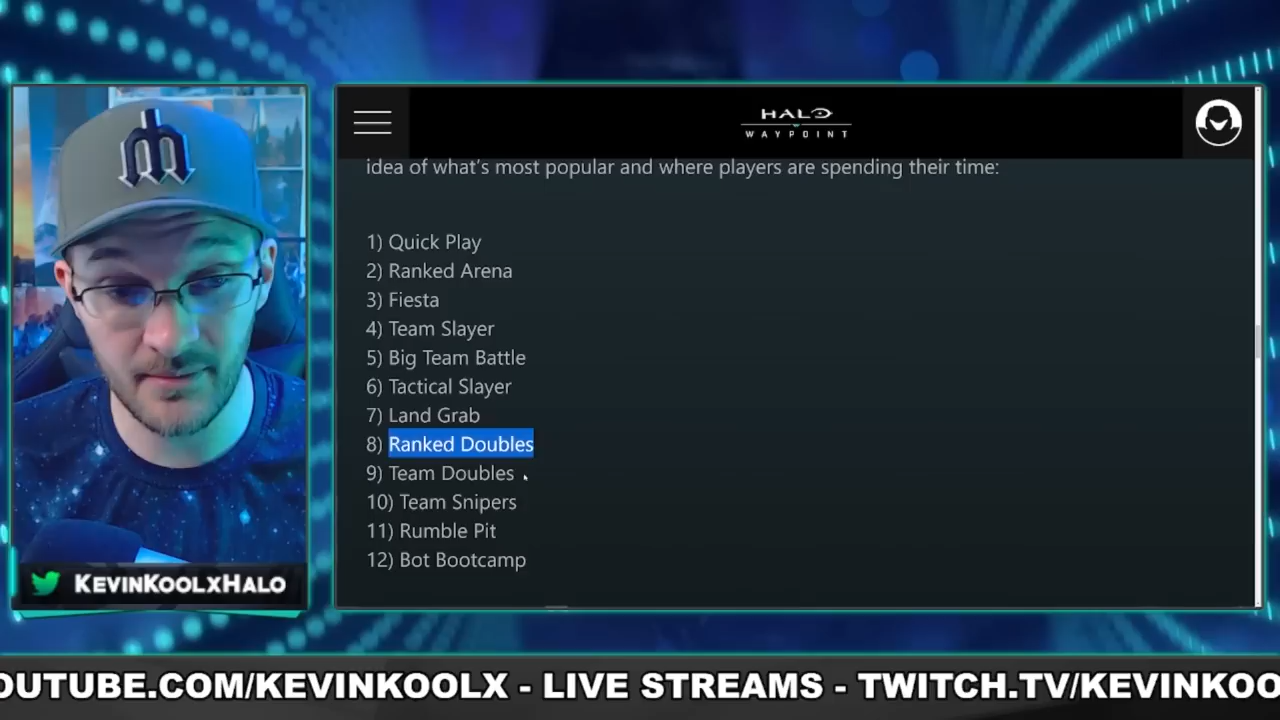 HALO
WAYPOINT
idea of what's most popular and where players are spending their time:
1) Quick Play
2) Ranked Arena
3) Fiesta
4) Team Slayer
5) Big Team Battle
6) Tactical Slayer
7) Land Grab
8) Ranked Doubles
9) Team Doubles
10) Team Snipers
11) Rumble Pit
12) Bot Bootcamp
KEVINKOOLXHALO
OUTUBE.COM/KEVINKOOLX - LIVE STREAMS - TWITCH.TV/KEVINKOO